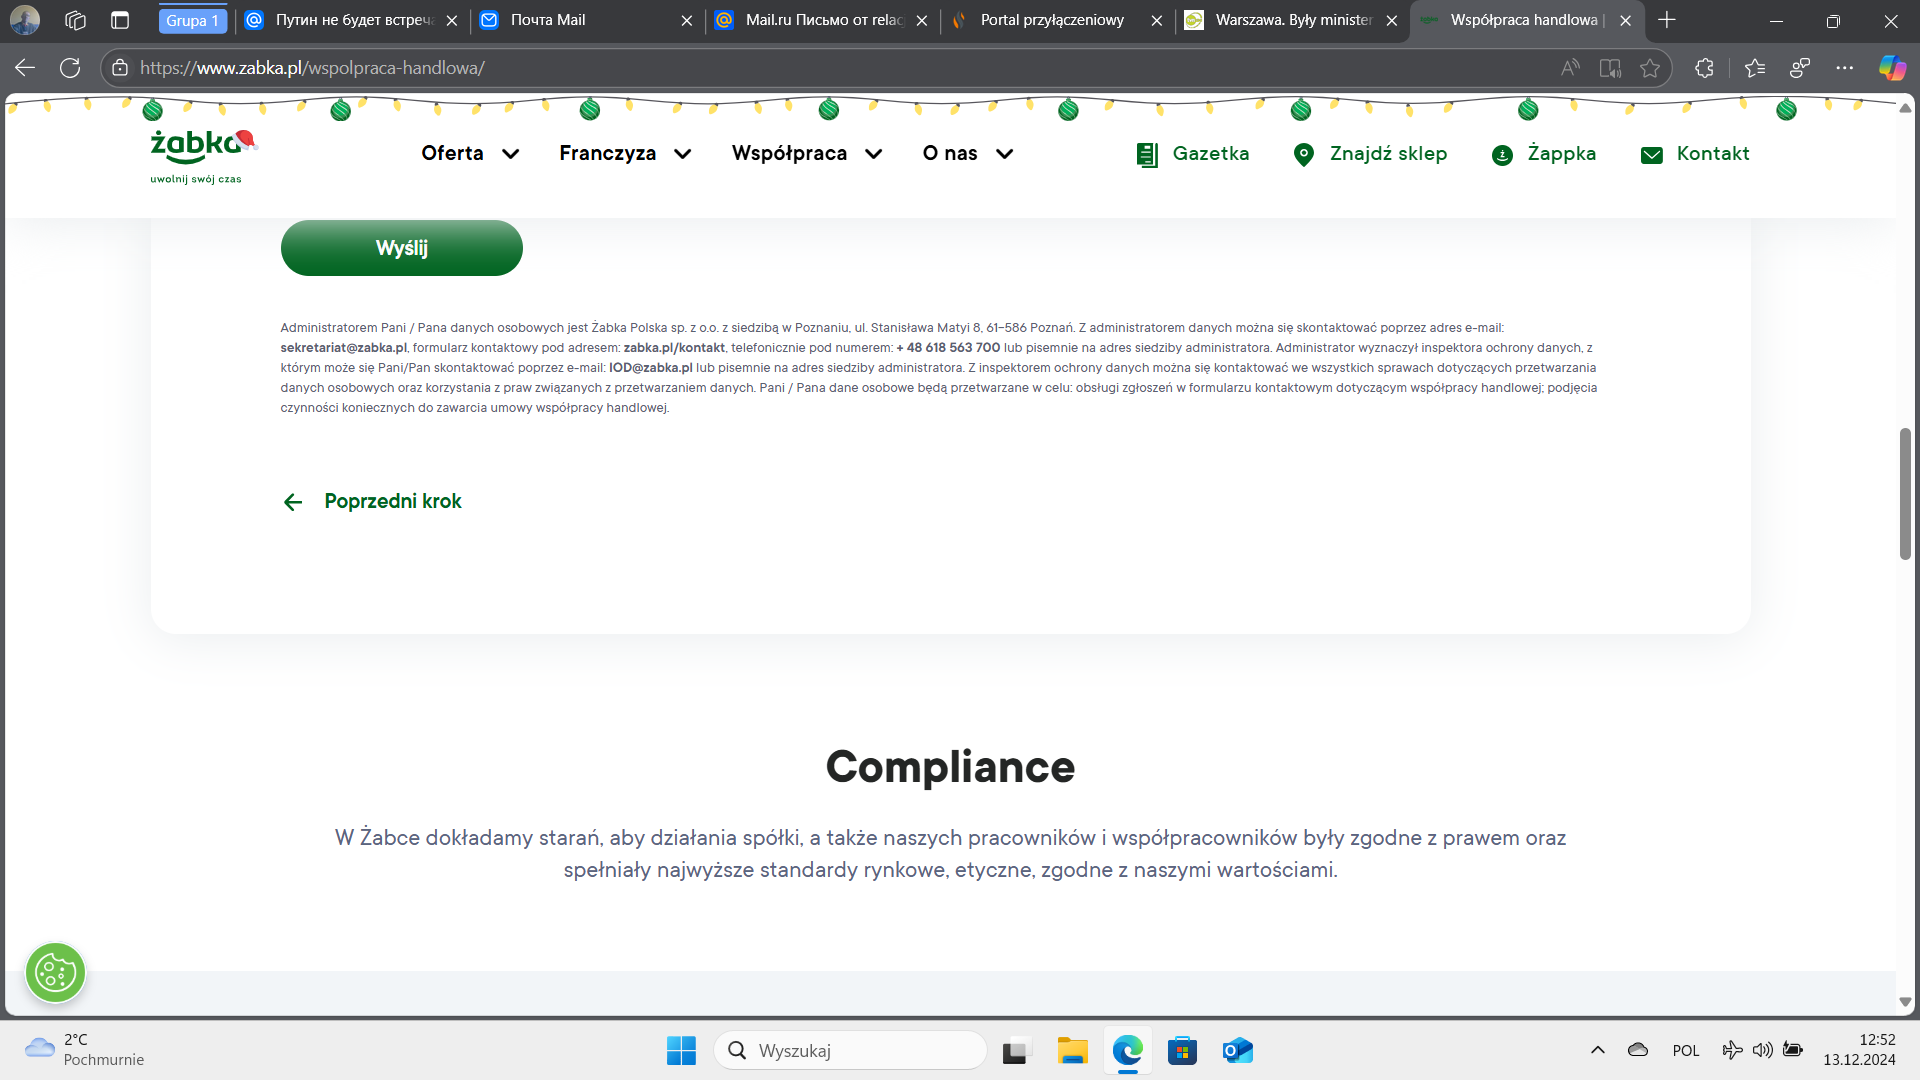 Grupa 1
Путин не будет встреча
Почта Mail
Mail.ru Письмо от relac
Portal przyłączeniowy
Warszawa. Były minister
Współpraca handlowa |
https://www.zabka.pl/wspolpraca-handlowa/
żabka
uwolnij swój czas
Oferta
Franczyza
Współpraca
O nas
Gazetka
Znajdź sklep
Żappka
Kontakt
Wyślij
Administratorem Pani / Pana danych osobowych jest Żabka Polska sp. z o.o. z siedzibą w Poznaniu, ul. Stanisława Matyi 8, 61-586 Poznań. Z administratorem danych można się skontaktować poprzez adres e-mail:
sekretariat@zabka.pl, formularz kontaktowy pod adresem: zabka.pl/kontakt, telefonicznie pod numerem: + 48 618 563 700 lub pisemnie na adres siedziby administratora. Administrator wyznaczył inspektora ochrony danych, z
którym może się Pani/Pan skontaktować poprzez e-mail: IOD@zabka.pl lub pisemnie na adres siedziby administratora. Z inspektorem ochrony danych można się kontaktować we wszystkich sprawach dotyczących przetwarzania
danych osobowych oraz korzystania z praw związanych z przetwarzaniem danych. Pani / Pana dane osobowe będą przetwarzane w celu: obsługi zgłoszeń w formularzu kontaktowym dotyczącym współpracy handlowej; podjęcia
czynności koniecznych do zawarcia umowy współpracy handlowej.
Poprzedni krok
Compliance
W Żabce dokładamy starań, aby działania spółki, a także naszych pracowników i współpracowników były zgodne z prawem oraz
spełniały najwyższe standardy rynkowe, etyczne, zgodne z naszymi wartościami.
2°C
Pochmurnie
Wyszukaj
POL
12:52
13.12.2024